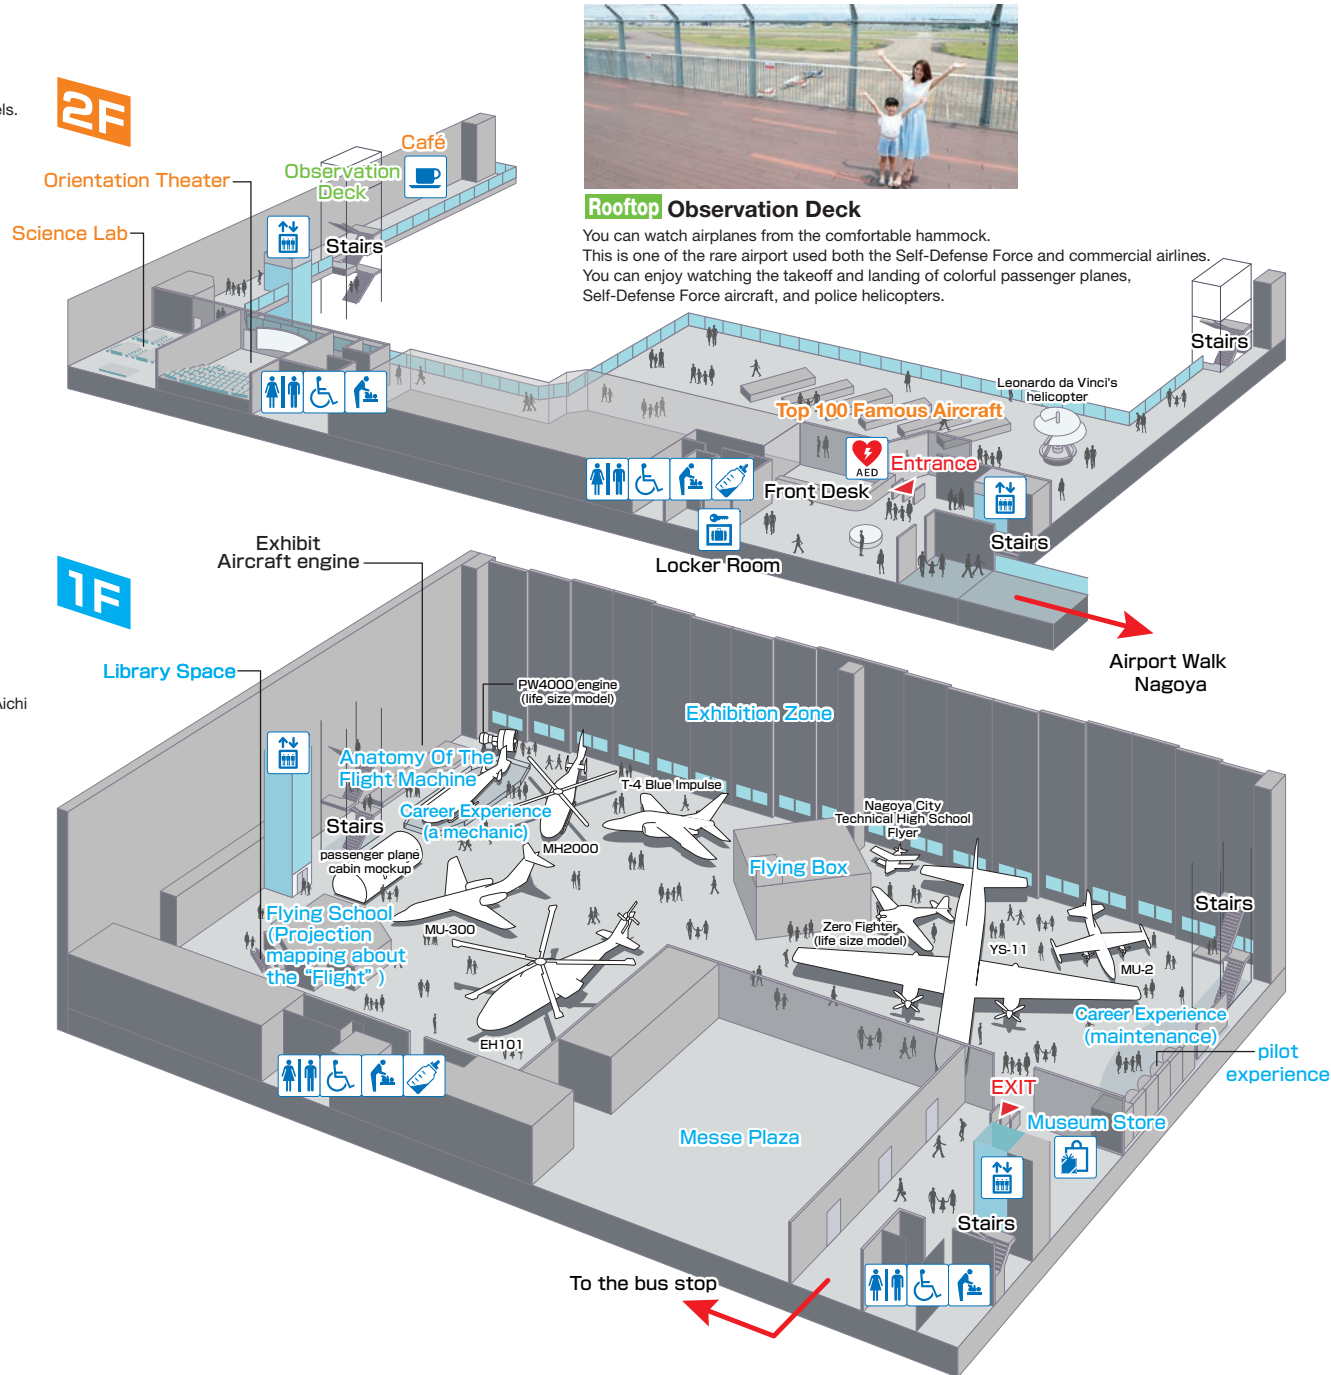 els.
2F
Café
Orientation Theater
Observation
Deck
Science Lab
Stairs
Rooftop Observation Deck
You can watch airplanes from the comfortable hammock.
This is one of the rare airport used both the Self-Defense Force and commercial airlines.
You can enjoy watching the takeoff and landing of colorful passenger planes,
Self-Defense Force aircraft, and police helicopters.
Stairs
Leonardo da Vinci's
helicopter
Top 100 Famous Aircraft
AED
Entrance
Front Desk
Stairs
Locker Room
Airport Walk
Nagoya
1F
Exhibit
Aircraft engine
Library Space
Aichi
PW4000 engine
(life size model)
Exhibition Zone
Anatomy Of The
Flight Machine
T-4 Blue Impulse
Career Experience
(a mechanic)
Nagoya City
Technical High School
Flyer
Stairs
MH2000
passenger plane
cabin mockup
Flying Box
Stairs
Flying School
(Projection
mapping about
the “Flight” )
MU-300
Zero Fighter
(life size model)
YS-11
MU-2
EH101
Career Experience
(maintenance)
pilot
experience
EXIT
Museum Store
Messe Plaza
Stairs
To the bus stop